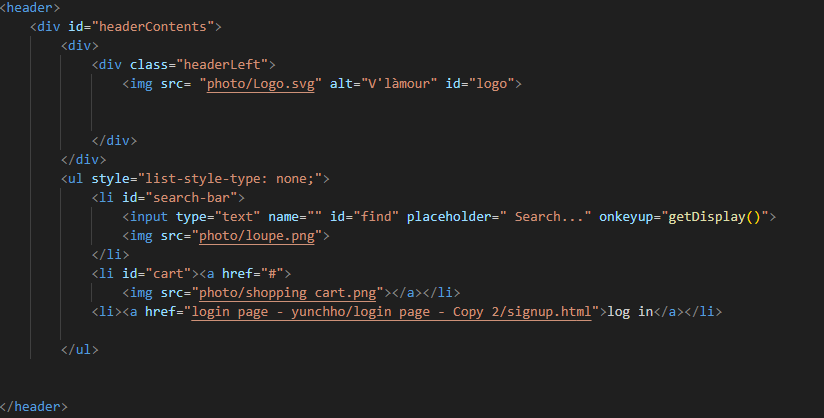 <header>
<div id="headerContents">
<div>
<div class="headerLeft">
<img src= "photo/Logo.svg" alt="V'làmour" id="logo">
</div>
</div>
<ul style="list-style-type: none;">
<li id="search-bar">
<input type="text" name="" id="find" placeholder=" Search..." onkeyup="getDisplay()">
<img src="photo/loupe.png">
</li>
<li id="cart"><a href="#">
<img src="photo/shopping cart.png"></a></li>
<li><a href="login page - yunchho/login page - Copy 2/signup.html">log in</a></li>
</ul>
</header>